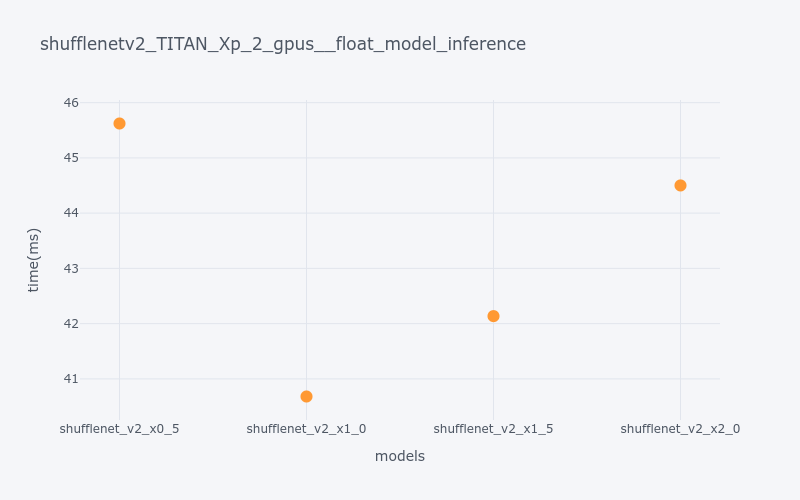 shufflenetv2_TITAN_Xp_2_gpus__float_model_inference
46
45
44
43
42
41
time(ms)
shufflenet_v2_x0_5
shufflenet_v2_x1_0
shufflenet_v2_x1_5
shufflenet_v2_x2_0
models